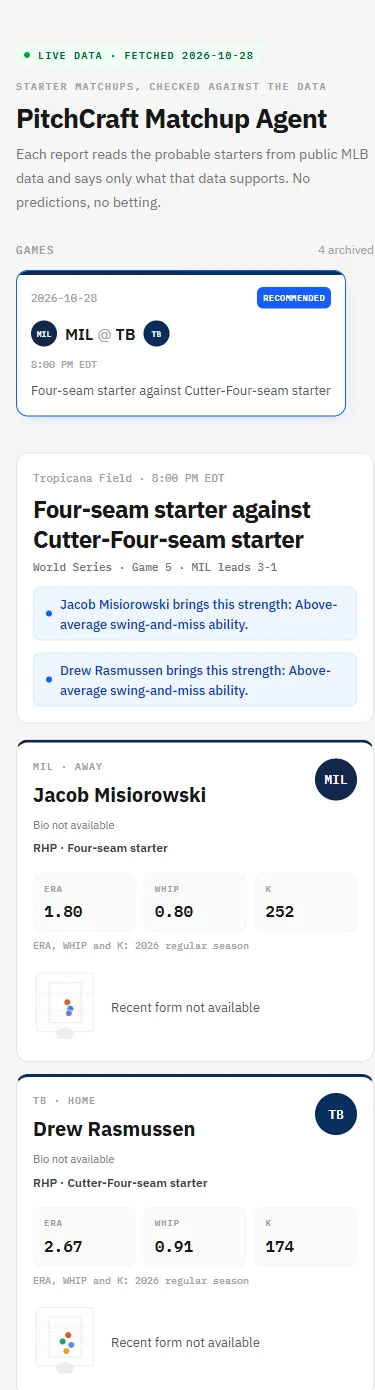 LIVE DATA · FETCHED 2026-10-28
STARTER MATCHUPS, CHECKED AGAINST THE DATA
PitchCraft Matchup Agent
Each report reads the probable starters from public MLB
data and says only what that data supports. No
predictions, no betting.
GAMES
4 archived
2026-10-28
RECOMMENDED
MIL
MIL @ TB
TB
8:00 PM EDT
Four-seam starter against Cutter-Four-seam starter
Tropicana Field · 8:00 PM EDT
Four-seam starter against
Cutter-Four-seam starter
World Series · Game 5 · MIL leads 3-1
Jacob Misiorowski brings this strength: Above-
average swing-and-miss ability.
Drew Rasmussen brings this strength: Above-
average swing-and-miss ability.
MIL · AWAY
MIL
Jacob Misiorowski
Bio not available
RHP · Four-seam starter
ERA
1.80
WHIP
0.80
K
252
ERA, WHIP and K: 2026 regular season
Recent form not available
TB · HOME
TB
Drew Rasmussen
Bio not available
RHP · Cutter-Four-seam starter
ERA
2.67
WHIP
0.91
K
174
ERA, WHIP and K: 2026 regular season
Recent form not available